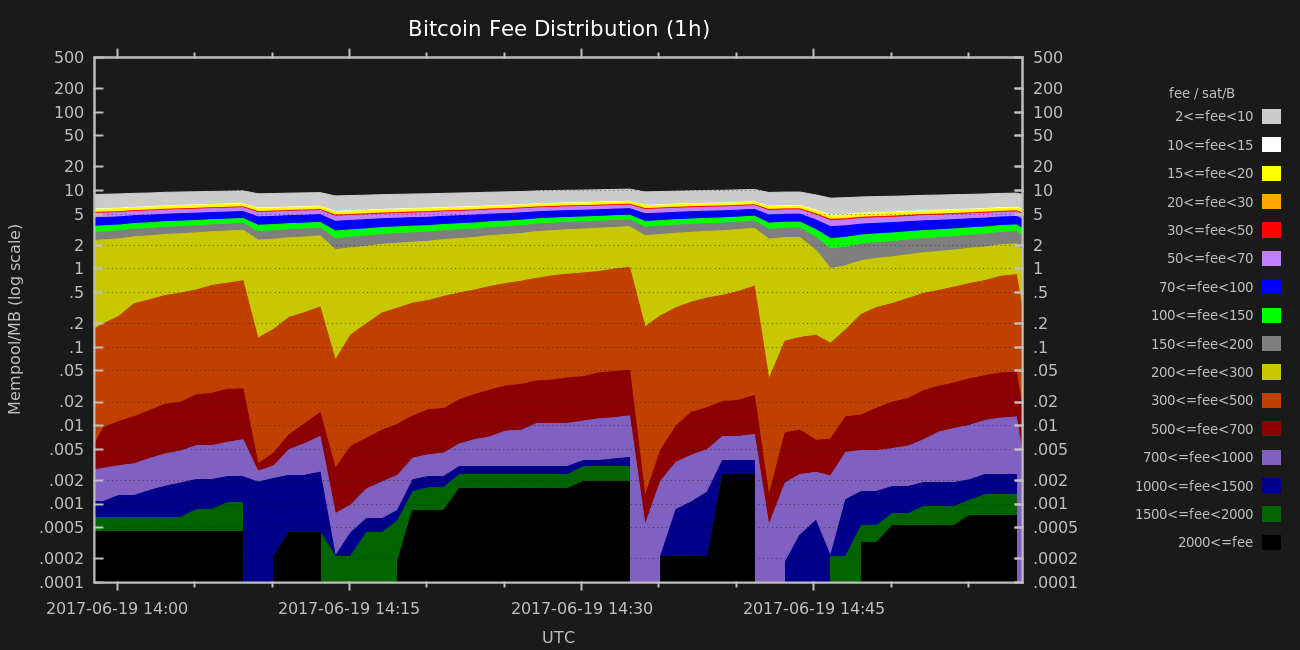 Bitcoin Fee Distribution (1h)
500
200
100
50
20
10
5
2
1
.5
.2
.1
.05
.02
.01
.005
.002
.001
.0005
.0002
.0001
Mempool/MB (log scale)
500
200
100
50
20
10
5
2
1
.5
.2
.1
.05
.02
.01
.005
.002
.001
.0005
.0002
.0001
2017-06-19 14:00
2017-06-19 14:15
2017-06-19 14:30
2017-06-19 14:45
UTC
fee / sat/B
2<=fee<10
10<=fee<15
15<=fee<20
20<=fee<30
30<=fee<50
50<=fee<70
70<=fee<100
100<=fee<150
150<=fee<200
200<=fee<300
300<=fee<500
500<=fee<700
700<=fee<1000
1000<=fee<1500
1500<=fee<2000
2000<=fee